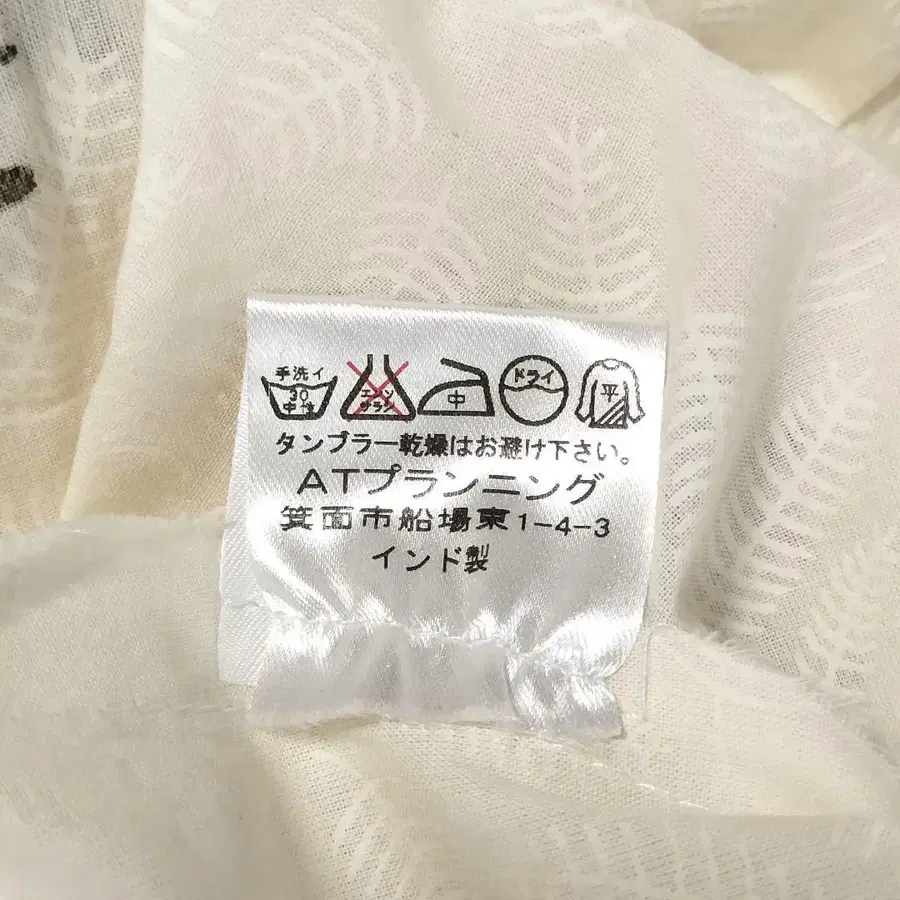 手洗イ
30
中性
エンソ
サラシ
中
ドライ
平
タンブラー乾燥はお避け下さい。
ATプランニング
箕面市船場東1-4-3
インド製